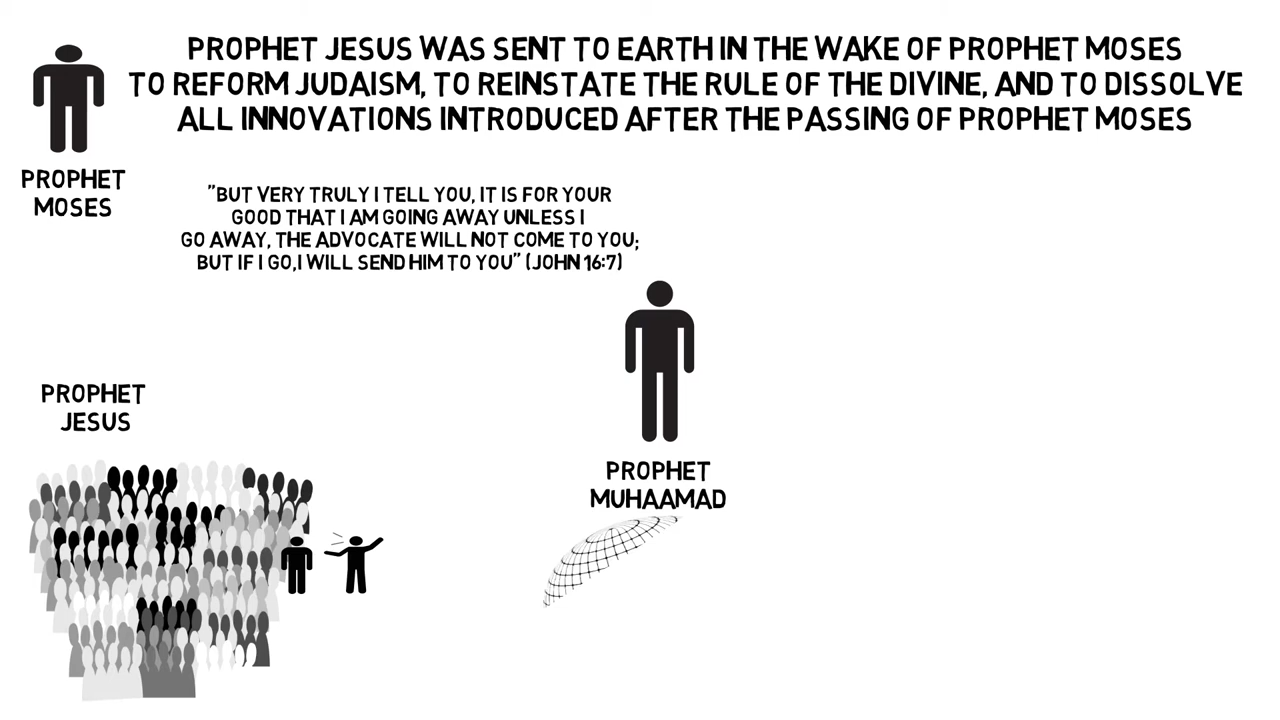 PROPHET JESUS WAS SENT TO EARTH IN THE WAKE OF PROPHET MOSES
TO REFORM JUDAISM, TO REINSTATE THE RULE OF THE DIVINE, AND TO DISSOLVE
ALL INNOVATIONS INTRODUCED AFTER THE PASSING OF PROPHET MOSES
PROPHET
MOSES
"BUT VERY TRULY I TELL YOU, IT IS FOR YOUR
GOOD THAT I AM GOING AWAY UNLESS I
GO AWAY, THE ADVOCATE WILL NOT COME TO YOU;
BUT IF I GO,I WILL SEND HIM TO YOU" (JOHN 16:7)
PROPHET
JESUS
PROPHET
MUHAAMAD